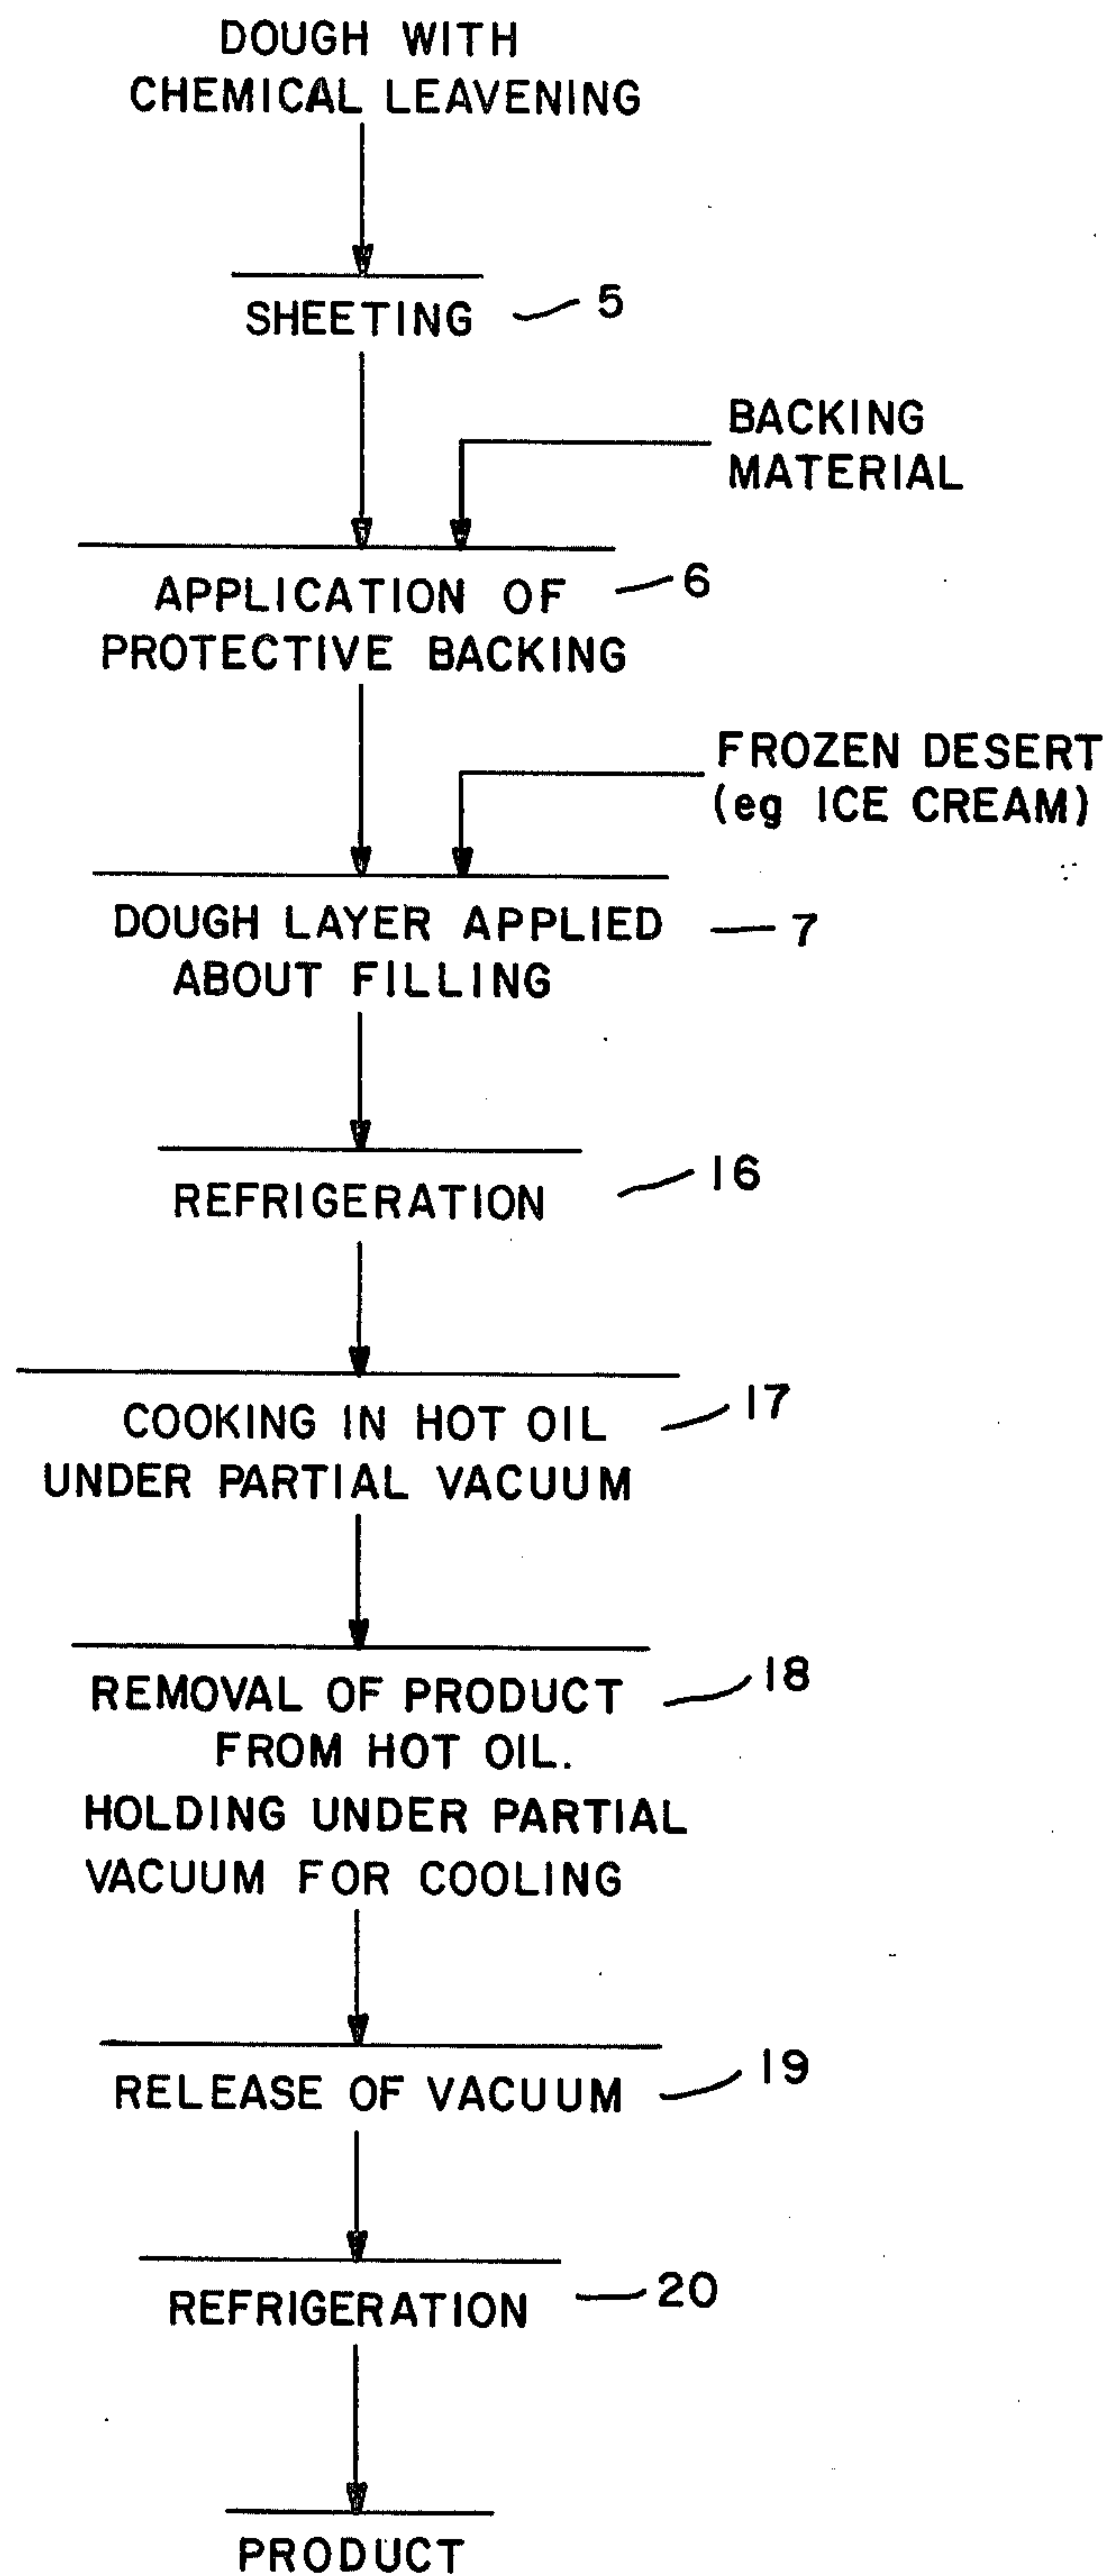 DOUGH WITH
CHEMICAL LEAVENING
SHEETING
5
BACKING
MATERIAL
APPLICATION OF
PROTECTIVE BACKING
6
FROZEN DESERT
(eg ICE CREAM)
DOUGH LAYER APPLIED
ABOUT FILLING
7
REFRIGERATION
16
COOKING IN HOT OIL
UNDER PARTIAL VACUUM
17
REMOVAL OF PRODUCT
FROM HOT OIL.
HOLDING UNDER PARTIAL
VACUUM FOR COOLING
18
RELEASE OF VACUUM
19
REFRIGERATION
20
PRODUCT